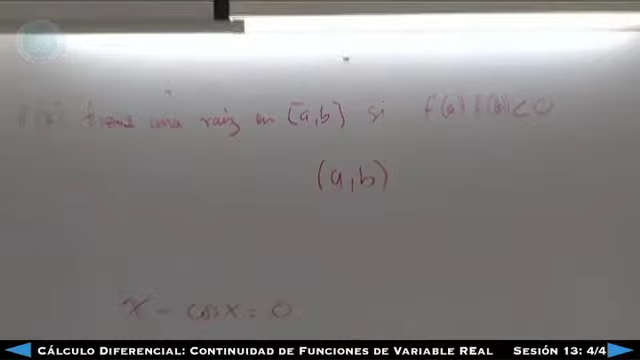 f(x) tiene una raiz en [a,b] si f(a) f(b) < 0
(a,b)
x - cos x = 0
CÁLCULO DIFERENCIAL: CONTINUIDAD DE FUNCIONES DE VARIABLE REAL SESIÓN 13: 4/4